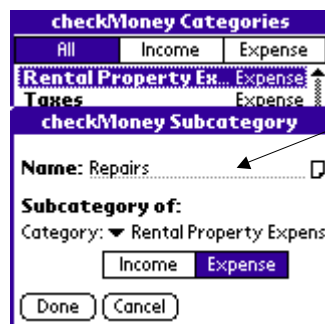 checkMoney Categories
All Income Expense
Rental Property Ex... Expense
Taxes Expense
checkMoney Subcategory
Name: Repairs
Subcategory of:
Category: Rental Property Expens
Income Expense
Done Cancel